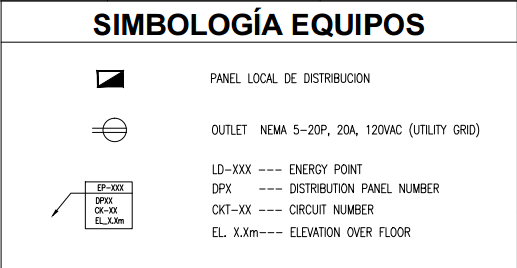 SIMBOLOGÍA EQUIPOS
PANEL LOCAL DE DISTRIBUCION
OUTLET NEMA 5-20P, 20A, 120VAC (UTILITY GRID)
EP-XXX
DPXX
CK-XX
EL_X.Xm
LD-XXX --- ENERGY POINT
DPX --- DISTRIBUTION PANEL NUMBER
CKT-XX --- CIRCUIT NUMBER
EL. X.Xm--- ELEVATION OVER FLOOR